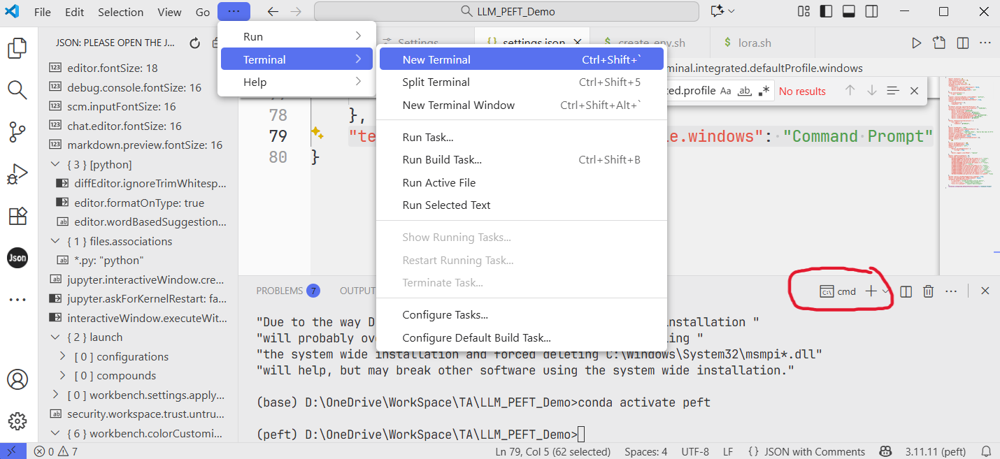 File Edit Selection View Go ··· LLM_PEFT_Demo
JSON: PLEASE OPEN THE J...
editor.fontSize: 18
debug.console.fontSize: 16
scm.inputFontSize: 16
chat.editor.fontSize: 16
markdown.preview.fontSize: 16
{ 3 } [python]
diffEditor.ignoreTrimWhitesp...
editor.formatOnType: true
editor.wordBasedSuggestion...
{ 1 } files.associations
*.py: "python"
jupyter.interactiveWindow.cre...
jupyter.askForKernelRestart: fa...
interactiveWindow.executeWit...
{ 2 } launch
[ 0 ] configurations
[ 0 ] compounds
[ 0 ] workbench.settings.apply...
security.workspace.trust.untru...
{ 6 } workbench.colorCustomi...
Json
Run
Terminal
Help
New Terminal Ctrl+Shift+`
Split Terminal Ctrl+Shift+5
New Terminal Window Ctrl+Shift+Alt+`
Run Task...
Run Build Task... Ctrl+Shift+B
Run Active File
Run Selected Text
Show Running Tasks...
Restart Running Task...
Terminate Task...
Configure Tasks...
Configure Default Build Task...
Settings settings.json create_env.sh $ lora.sh
minal.integrated.defaultProfile.windows
ted.profile Aa ab .* No results
78 },
79 "te le.windows": "Command Prompt"
80 }
PROBLEMS 7 OUTPUT cmd
"Due to the way D installation "
"will probably ov ing "
"the system wide installation and forced deleting C:\Windows\System32\msmpi*.dll"
"will help, but may break other software using the system wide installation."
(base) D:\OneDrive\WorkSpace\TA\LLM_PEFT_Demo>conda activate peft
(peft) D:\OneDrive\WorkSpace\TA\LLM_PEFT_Demo>
0 7 Ln 79, Col 5 (62 selected) Spaces: 4 UTF-8 LF {} JSON with Comments 3.11.11 (peft)